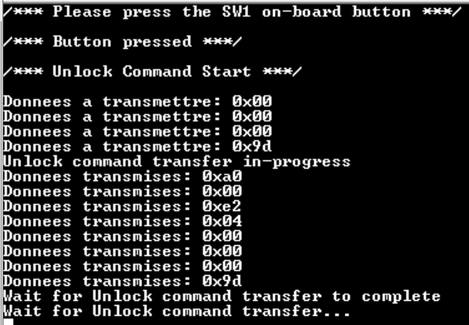 /*** Please press the SW1 on-board button ***/
/*** Button pressed ***/
/*** Unlock Command Start ***/
Donnees a transmettre: 0x00
Donnees a transmettre: 0x00
Donnees a transmettre: 0x00
Donnees a transmettre: 0x9d
Unlock command transfer in-progress
Donnees transmises: 0xa0
Donnees transmises: 0x00
Donnees transmises: 0xe2
Donnees transmises: 0x04
Donnees transmises: 0x00
Donnees transmises: 0x00
Donnees transmises: 0x00
Donnees transmises: 0x9d
Wait for Unlock command transfer to complete
Wait for Unlock command transfer...